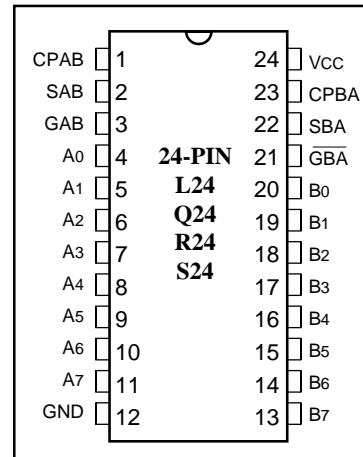 CPAB 1 24 VCC
SAB 2 23 CPBA
GAB 3 22 SBA
A0 4 24-PIN 21 G̅B̅A̅
A1 5 L24 20 B0
A2 6 Q24 19 B1
A3 7 R24 18 B2
A4 8 S24 17 B3
A5 9 16 B4
A6 10 15 B5
A7 11 14 B6
GND 12 13 B7